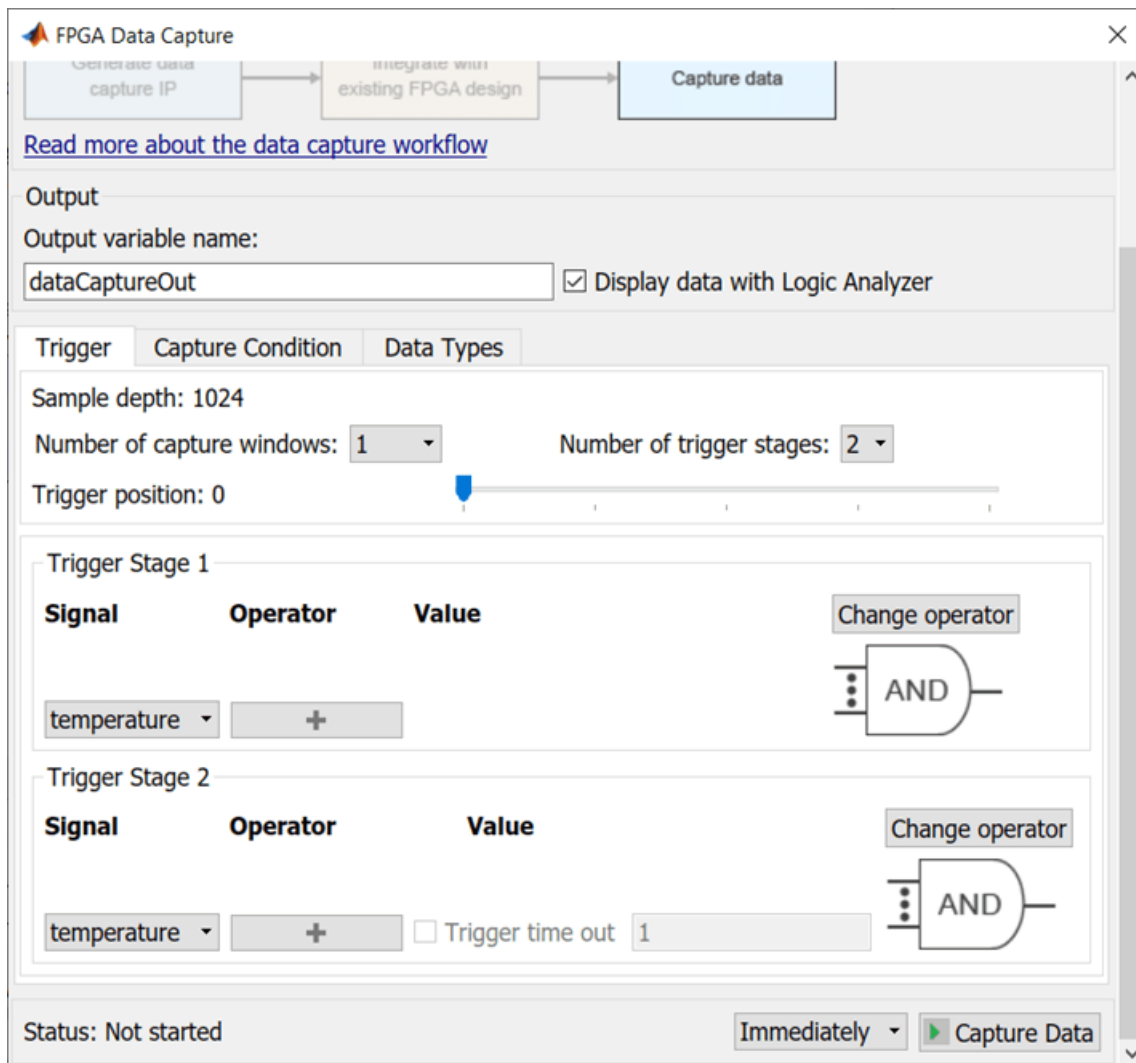 FPGA Data Capture
Generate data
capture IP
Integrate with
existing FPGA design
Capture data
Read more about the data capture workflow
Output
Output variable name:
dataCaptureOut
Display data with Logic Analyzer
Trigger Capture Condition Data Types
Sample depth: 1024
Number of capture windows: 1 Number of trigger stages: 2
Trigger position: 0
Trigger Stage 1
Signal Operator Value
Change operator
AND
temperature +
Trigger Stage 2
Signal Operator Value
Change operator
AND
temperature + Trigger time out 1
Status: Not started Immediately Capture Data